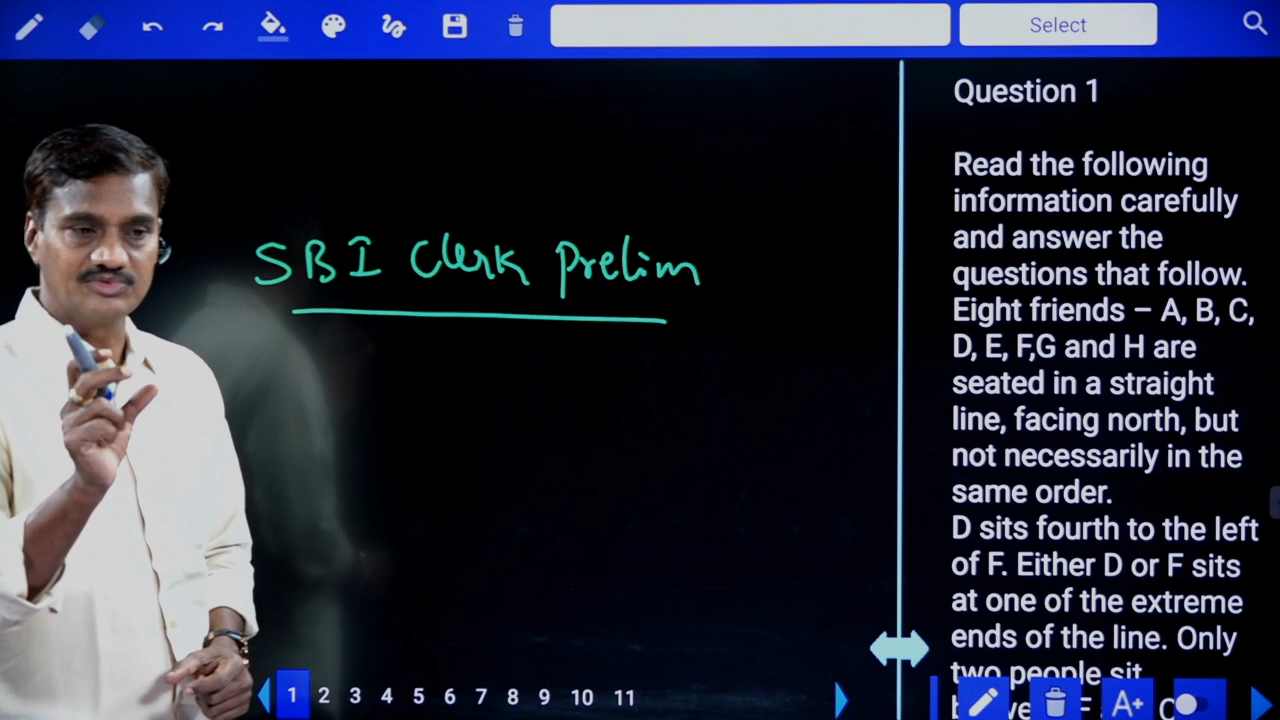 Select
SBI Clerk Prelim
Question 1
Read the following
information carefully
and answer the
questions that follow.
Eight friends – A, B, C,
D, E, F,G and H are
seated in a straight
line, facing north, but
not necessarily in the
same order.
D sits fourth to the left
of F. Either D or F sits
at one of the extreme
ends of the line. Only
two people sit
1 2 3 4 5 6 7 8 9 10 11
A+